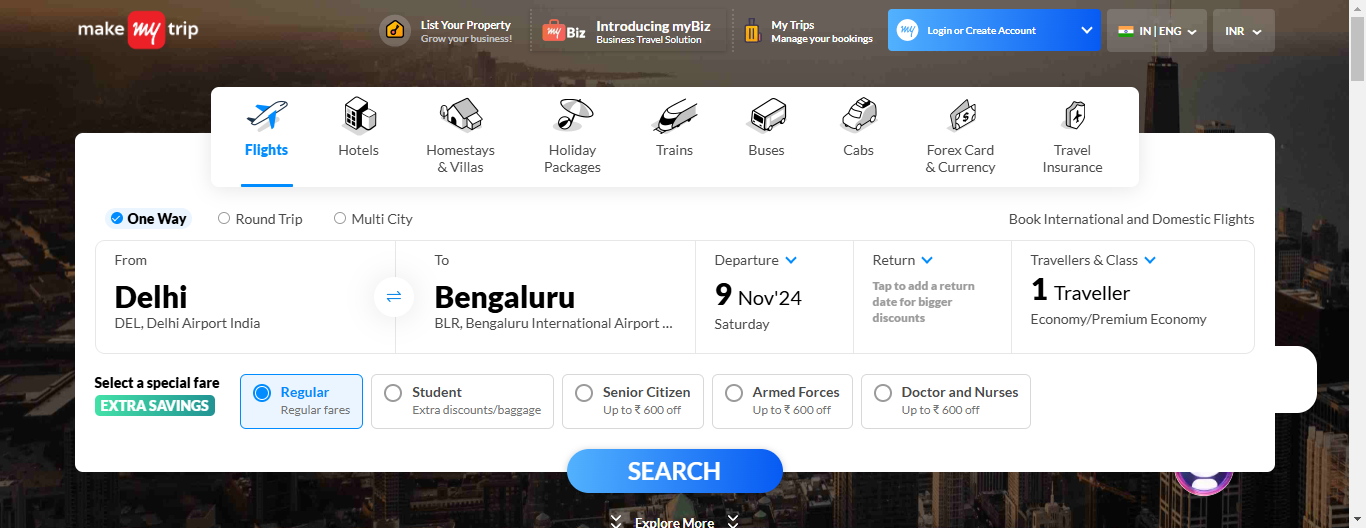 make my trip
List Your Property
Grow your business!
my Biz
Introducing myBiz
Business Travel Solution
My Trips
Manage your bookings
my
Login or Create Account
IN | ENG
INR
Flights
Hotels
Homestays
& Villas
Holiday
Packages
Trains
Buses
Cabs
Forex Card
& Currency
Travel
Insurance
One Way
Round Trip
Multi City
Book International and Domestic Flights
From
Delhi
DEL, Delhi Airport India
To
Bengaluru
BLR, Bengaluru International Airport ...
Departure
9 Nov'24
Saturday
Return
Tap to add a return
date for bigger
discounts
Travellers & Class
1 Traveller
Economy/Premium Economy
Select a special fare
EXTRA SAVINGS
Regular
Regular fares
Student
Extra discounts/baggage
Senior Citizen
Up to ₹ 600 off
Armed Forces
Up to ₹ 600 off
Doctor and Nurses
Up to ₹ 600 off
SEARCH
Explore More